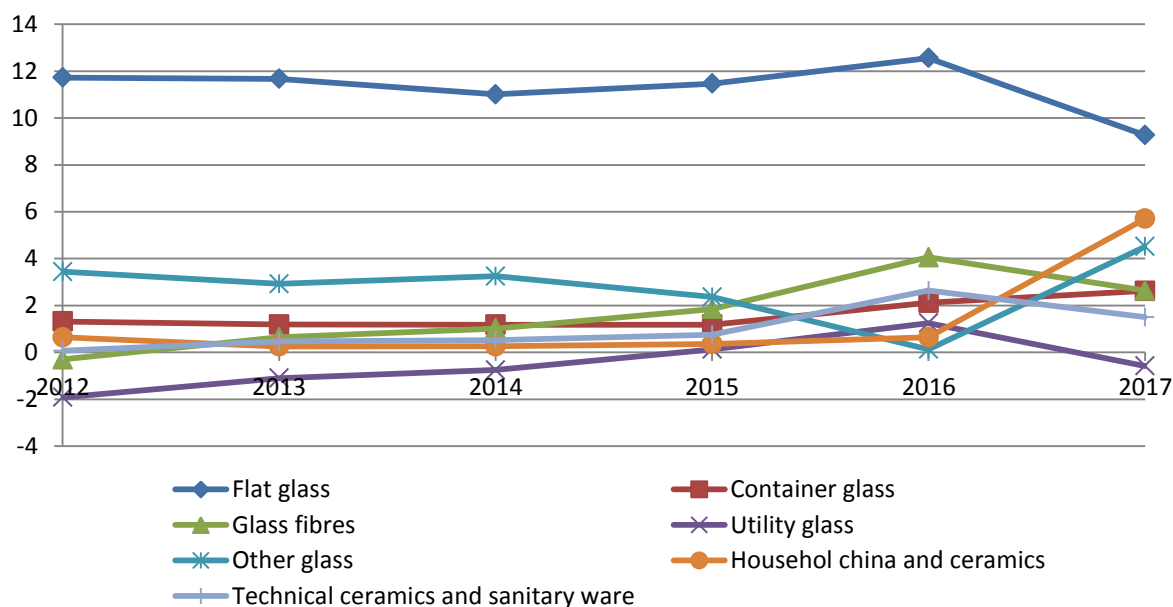 14
12
10
8
6
4
2
0
2012 2013 2014 2015 2016 2017
-2
-4
Flat glass Container glass
Glass fibres Utility glass
Other glass Househol china and ceramics
Technical ceramics and sanitary ware